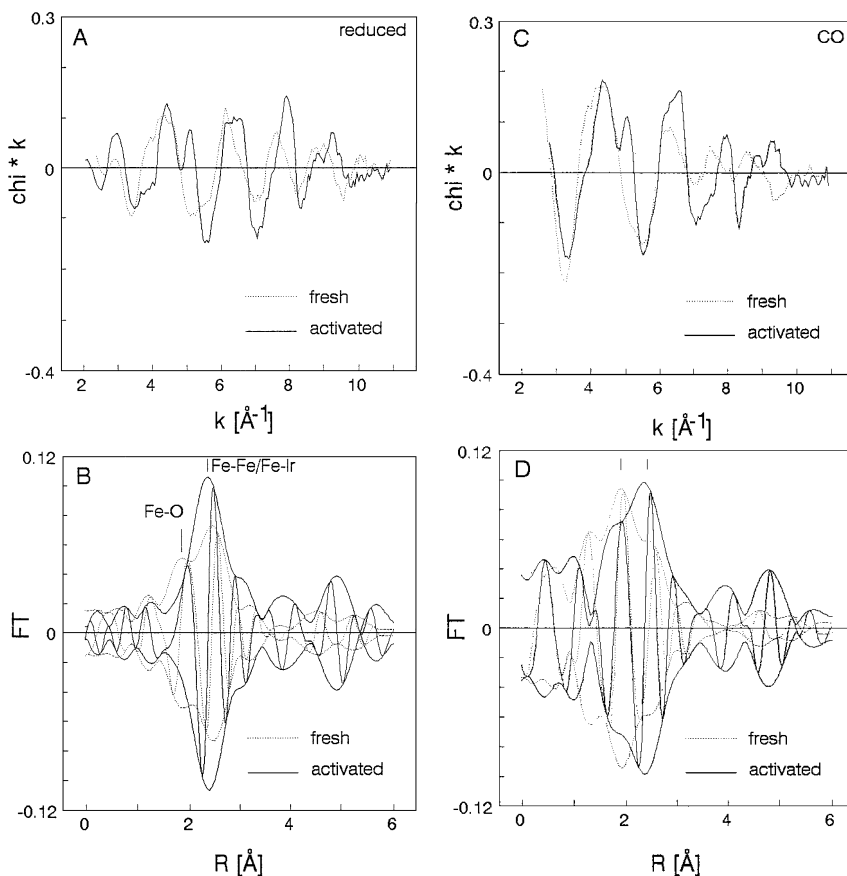 0.3
A
reduced
chi * k
0
fresh
activated
-0.4
2
4
6
8
10
k [Å-1]
0.3
C
CO
chi * k
0
fresh
activated
-0.4
2
4
6
8
10
k [Å-1]
0.12
B
Fe-Fe/Fe-Ir
Fe-O
FT
0
fresh
activated
-0.12
0
2
4
6
R [Å]
0.12
D
FT
0
fresh
activated
-0.12
0
2
4
6
R [Å]